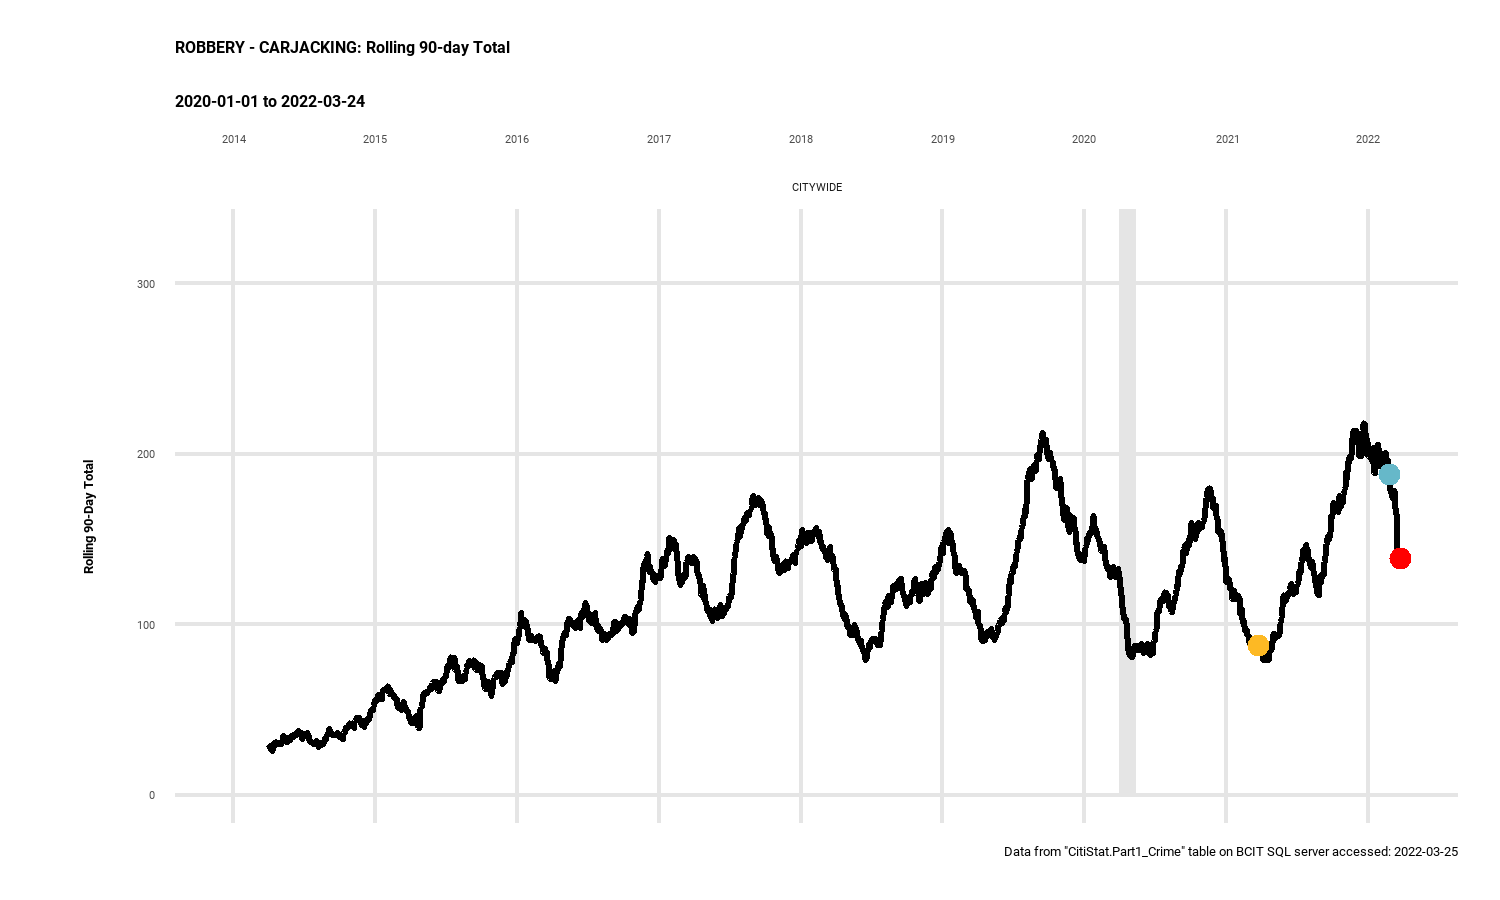 ROBBERY - CARJACKING: Rolling 90-day Total
2020-01-01 to 2022-03-24
2014 2015 2016 2017 2018 2019 2020 2021 2022
CITYWIDE
300
200
100
0
Rolling 90-Day Total
Data from "CitiStat.Part1_Crime" table on BCIT SQL server accessed: 2022-03-25